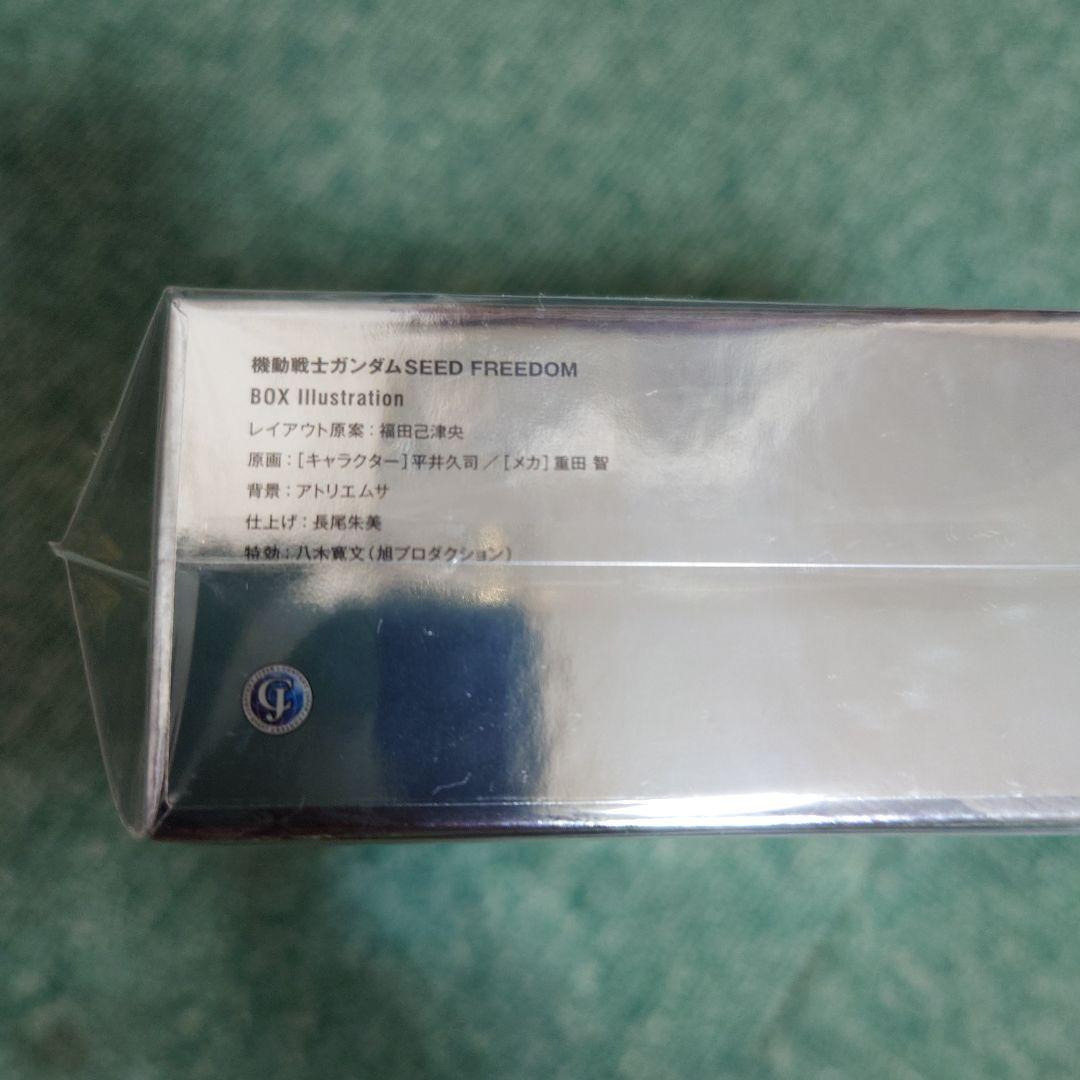 機動戦士ガンダムSEED FREEDOM
BOX Illustration
レイアウト原案：福田己津央
原画：［キャラクター］平井久司／［メカ］重田 智
背景：アトリエムサ
仕上げ：長尾朱美
特効：八木寛文（旭プロダクション）